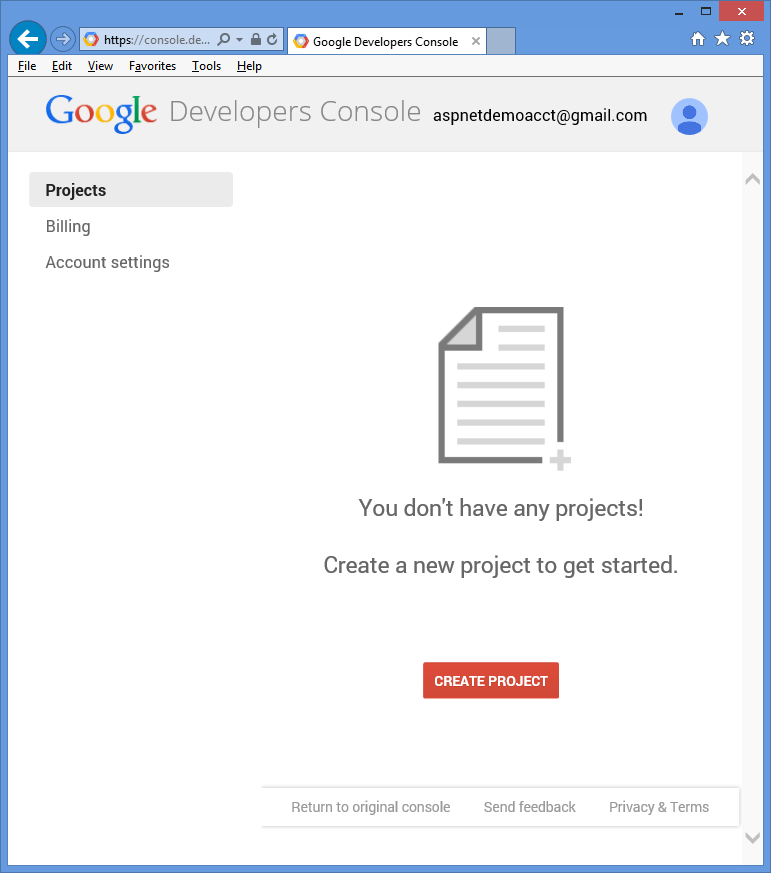 https://console.de...
Google Developers Console
File Edit View Favorites Tools Help
Google Developers Console aspnetdemoacct@gmail.com
Projects
Billing
Account settings
You don't have any projects!
Create a new project to get started.
CREATE PROJECT
Return to original console Send feedback Privacy & Terms